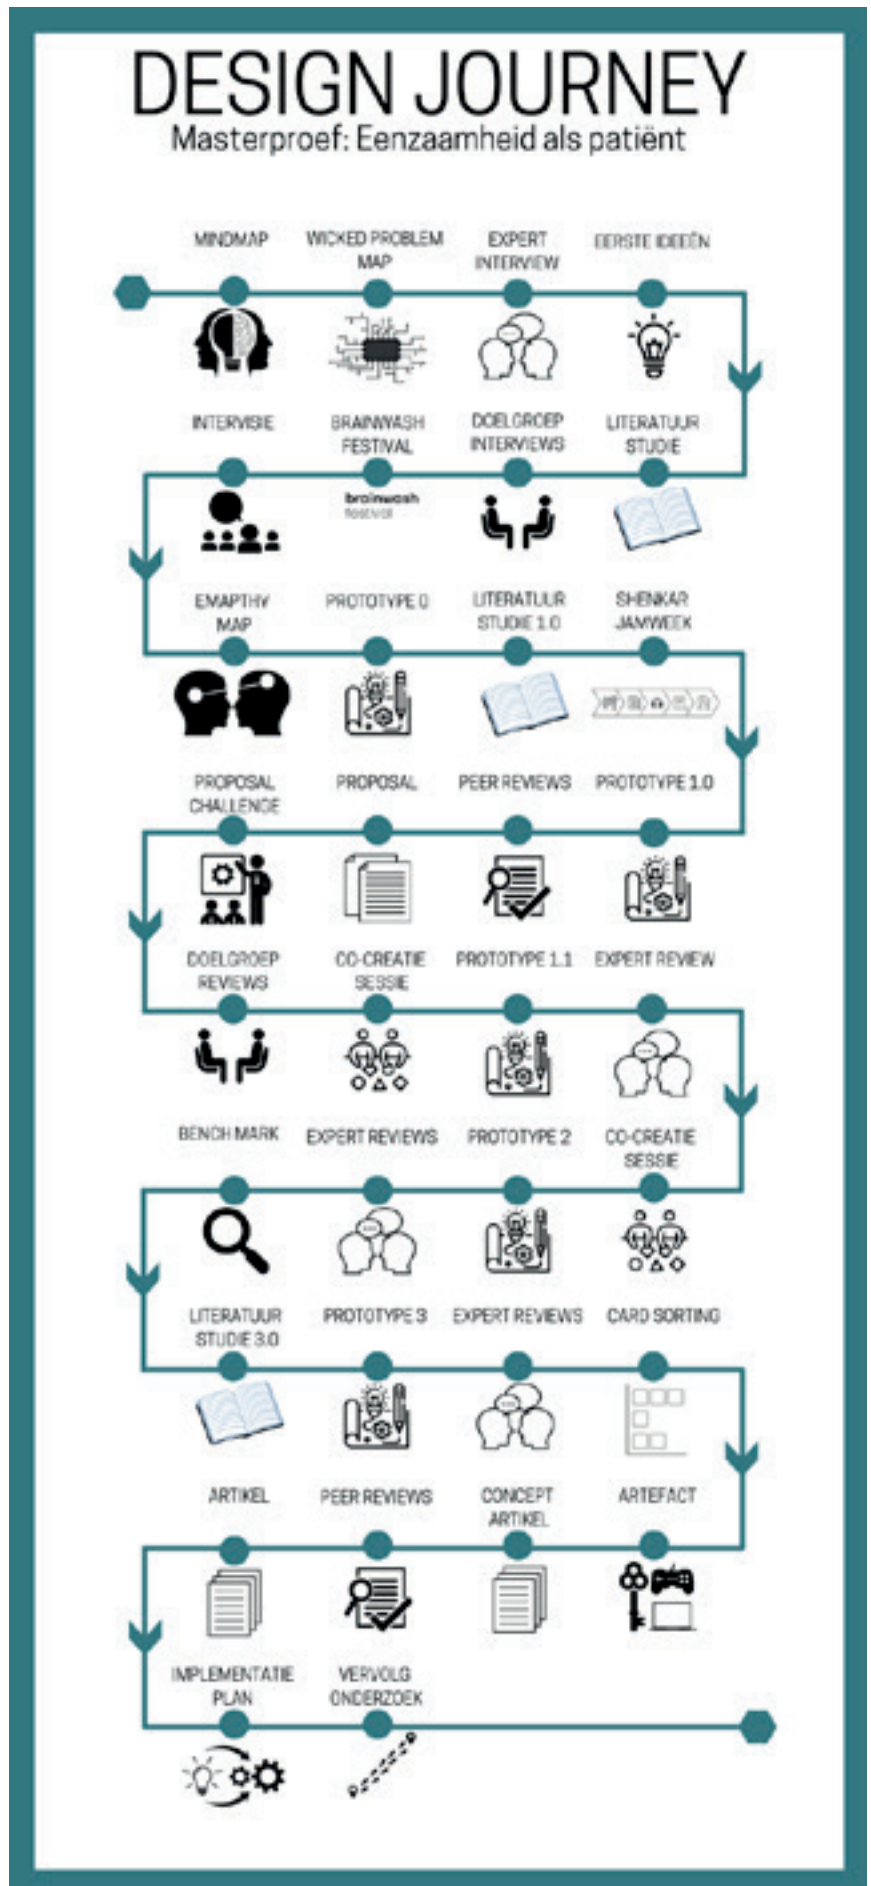 DESIGN JOURNEY
Masterproef: Eenzaamheid als patiënt
MINDMAP
WICKED PROBLEM
MAP
EXPERT
INTERVIEW
EERSTE IDEEËN
INTERVISIE
BRAINWASH
FESTIVAL
DOELGROEP
INTERVIEWS
LITERATUUR
STUDIE
brainwash
festival
EMAPTHY
MAP
PROTOTYPE 0
LITERATUUR
STUDIE 1.0
SHENKAR
JAMWEEK
PROPOSAL
CHALLENGE
PROPOSAL
PEER REVIEWS
PROTOTYPE 1.0
DOELGROEP
REVIEWS
CO-CREATIE
SESSIE
PROTOTYPE 1.1
EXPERT REVIEW
BENCH MARK
EXPERT REVIEWS
PROTOTYPE 2
CO-CREATIE
SESSIE
LITERATUUR
STUDIE 3.0
PROTOTYPE 3
EXPERT REVIEWS
CARD SORTING
ARTIKEL
PEER REVIEWS
CONCEPT
ARTIKEL
ARTEFACT
IMPLEMENTATIE
PLAN
VERVOLG
ONDERZOEK